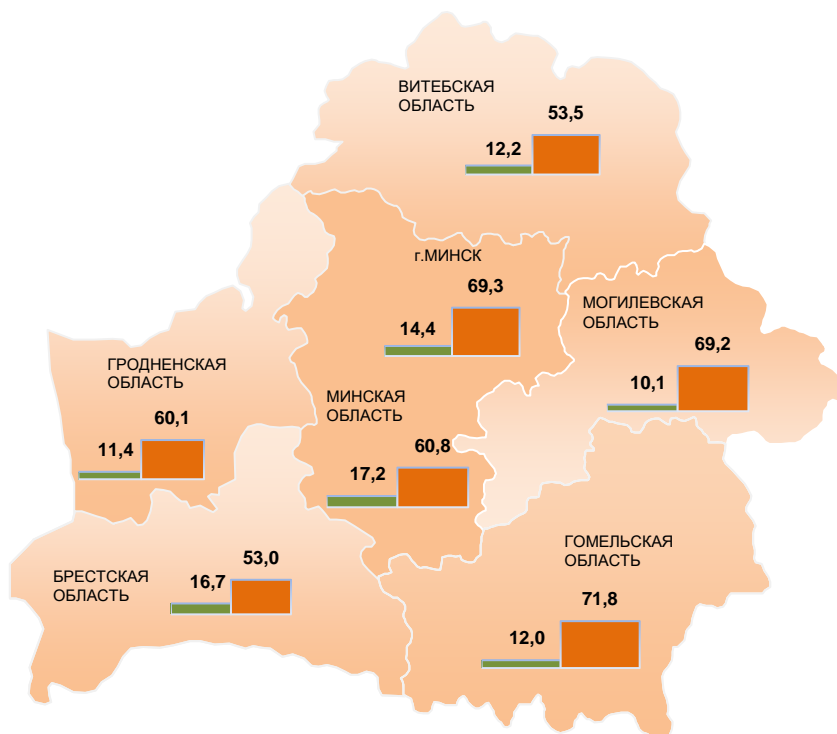 ВИТЕБСКАЯ
ОБЛАСТЬ
53,5
12,2
г.МИНСК
69,3
14,4
МОГИЛЕВСКАЯ
ОБЛАСТЬ
69,2
10,1
ГРОДНЕНСКАЯ
ОБЛАСТЬ
60,1
11,4
МИНСКАЯ
ОБЛАСТЬ
60,8
17,2
БРЕСТСКАЯ
ОБЛАСТЬ
53,0
16,7
ГОМЕЛЬСКАЯ
ОБЛАСТЬ
71,8
12,0